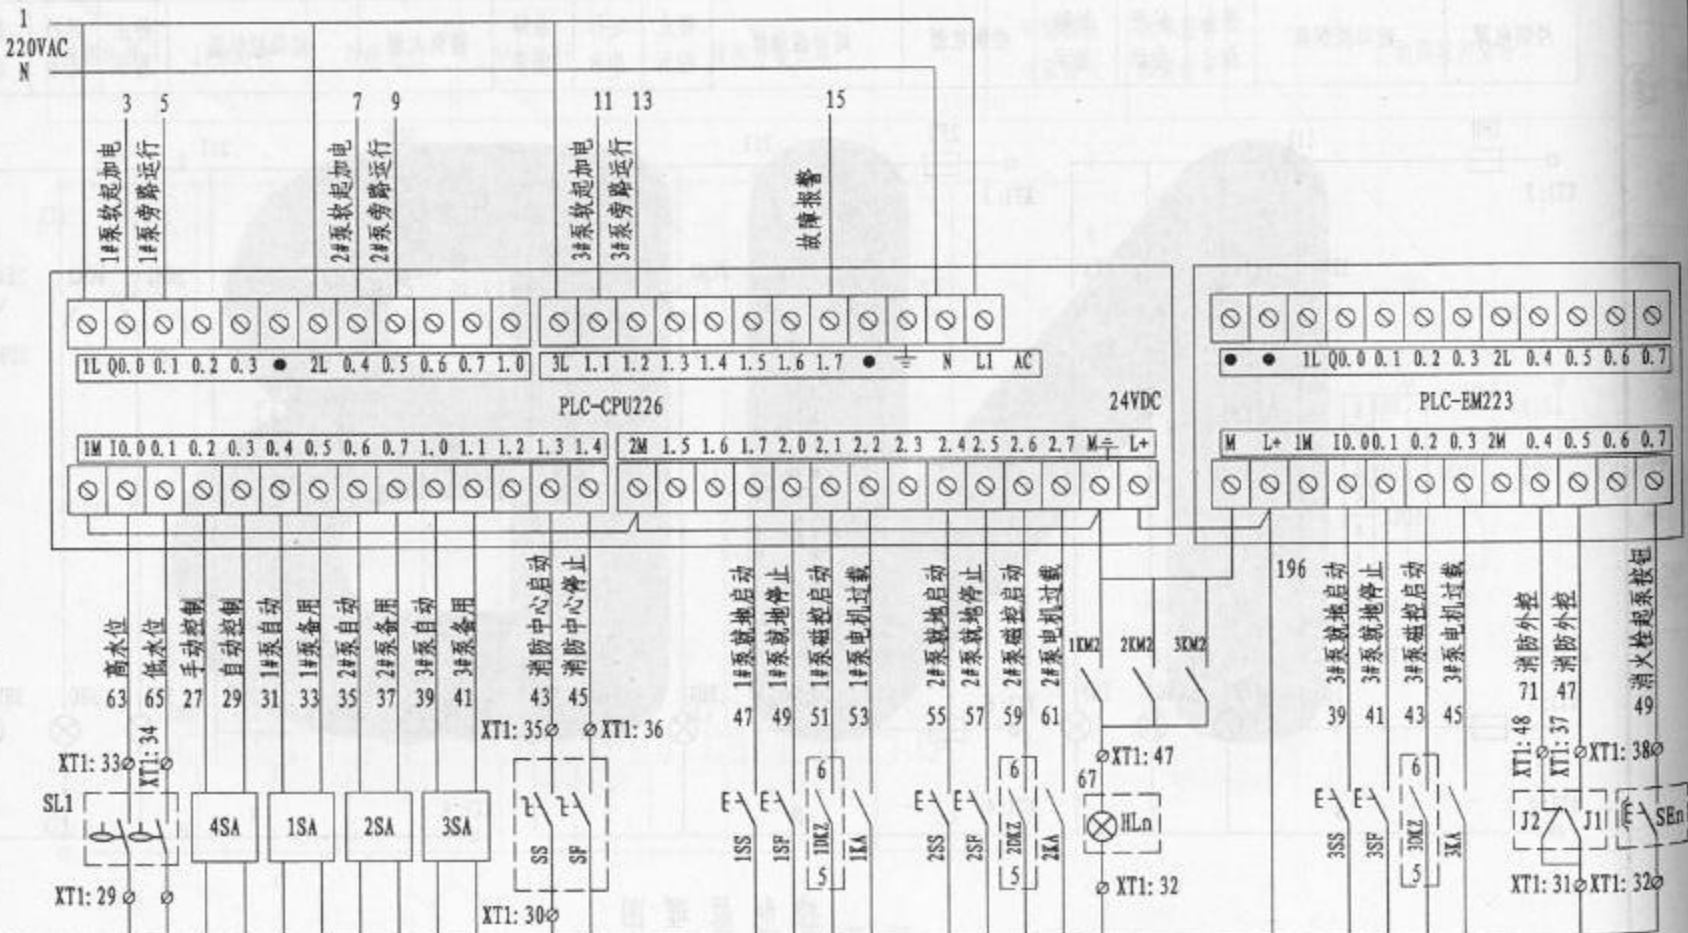 1
220VAC
N
3 5 7 9 11 13 15
1#泵软起加电
1#泵旁路运行
2#泵软起加电
2#泵旁路运行
3#泵软起加电
3#泵旁路运行
故障报警
1L Q0.0 0.1 0.2 0.3 ● 2L 0.4 0.5 0.6 0.7 1.0
3L 1.1 1.2 1.3 1.4 1.5 1.6 1.7 ● N L1 AC
● ● 1L Q0.0 0.1 0.2 0.3 2L 0.4 0.5 0.6 0.7
PLC-CPU226
24VDC
PLC-EM223
1M I0.0 0.1 0.2 0.3 0.4 0.5 0.6 0.7 1.0 1.1 1.2 1.3 1.4
2M 1.5 1.6 1.7 2.0 2.1 2.2 2.3 2.4 2.5 2.6 2.7 M L+
M L+ 1M I0.0 0.1 0.2 0.3 2M 0.4 0.5 0.6 0.7
高水位
低水位
手动控制
自动控制
1#泵自动
1#泵备用
2#泵自动
2#泵备用
3#泵自动
3#泵备用
消防中心启动
消防中心停止
1#泵就地启动
1#泵就地停止
1#泵磁控启动
1#泵电机过载
2#泵就地启动
2#泵就地停止
2#泵磁控启动
2#泵电机过载
196
3#泵就地启动
3#泵就地停止
3#泵磁控启动
3#泵电机过载
消防外控
消防外控
消火栓起泵按钮
1KM2 2KM2 3KM2
63 65 27 29 31 33 35 37 39 41 43 45
47 49 51 53 55 57 59 61
39 41 43 45 71 47 49
XT1:33
XT1:34
XT1:35
XT1:36
XT1:47
67
XT1:48
XT1:37
XT1:38
SL1
4SA 1SA 2SA 3SA
SS SF
6 6 6
1SS 1SF 1DKZ 1KA
2SS 2SF 2DKZ 2KA
HLn
3SS 3SF 3DKZ 3KA
J2 J1
SEn
5 5 5
XT1:29
XT1:30
XT1:32
XT1:31
XT1:32